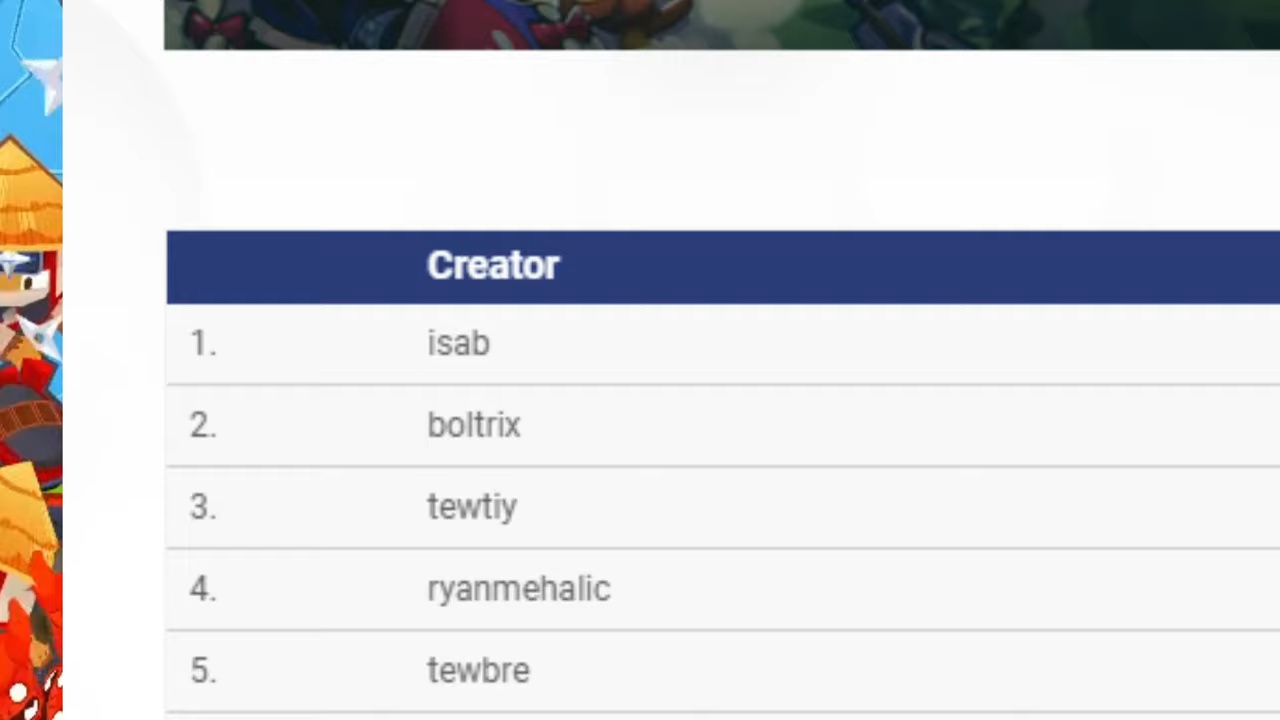 Creator
1. isab
2. boltrix
3. tewtiy
4. ryanmehalic
5. tewbre